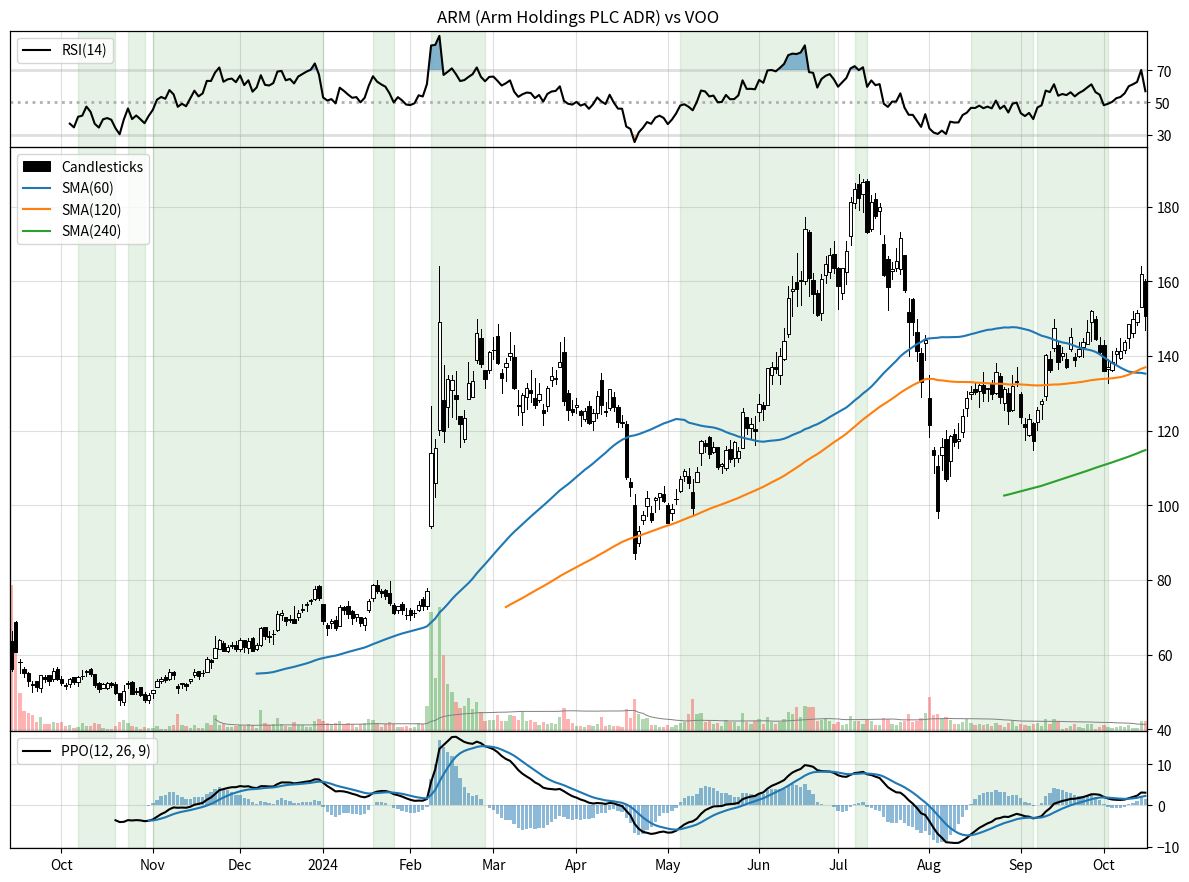 ARM (Arm Holdings PLC ADR) vs VOO
RSI(14)
70
50
30
Candlesticks
SMA(60)
SMA(120)
SMA(240)
180
160
140
120
100
80
60
40
PPO(12, 26, 9)
10
0
−10
Oct Nov Dec 2024 Feb Mar Apr May Jun Jul Aug Sep Oct